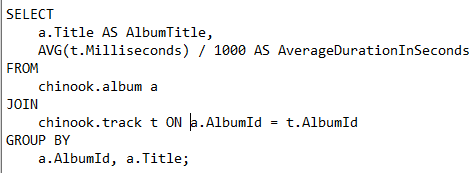 SELECT
    a.Title AS AlbumTitle,
    AVG(t.Milliseconds) / 1000 AS AverageDurationInSeconds
FROM
    chinook.album a
JOIN
    chinook.track t ON a.AlbumId = t.AlbumId
GROUP BY
    a.AlbumId, a.Title;